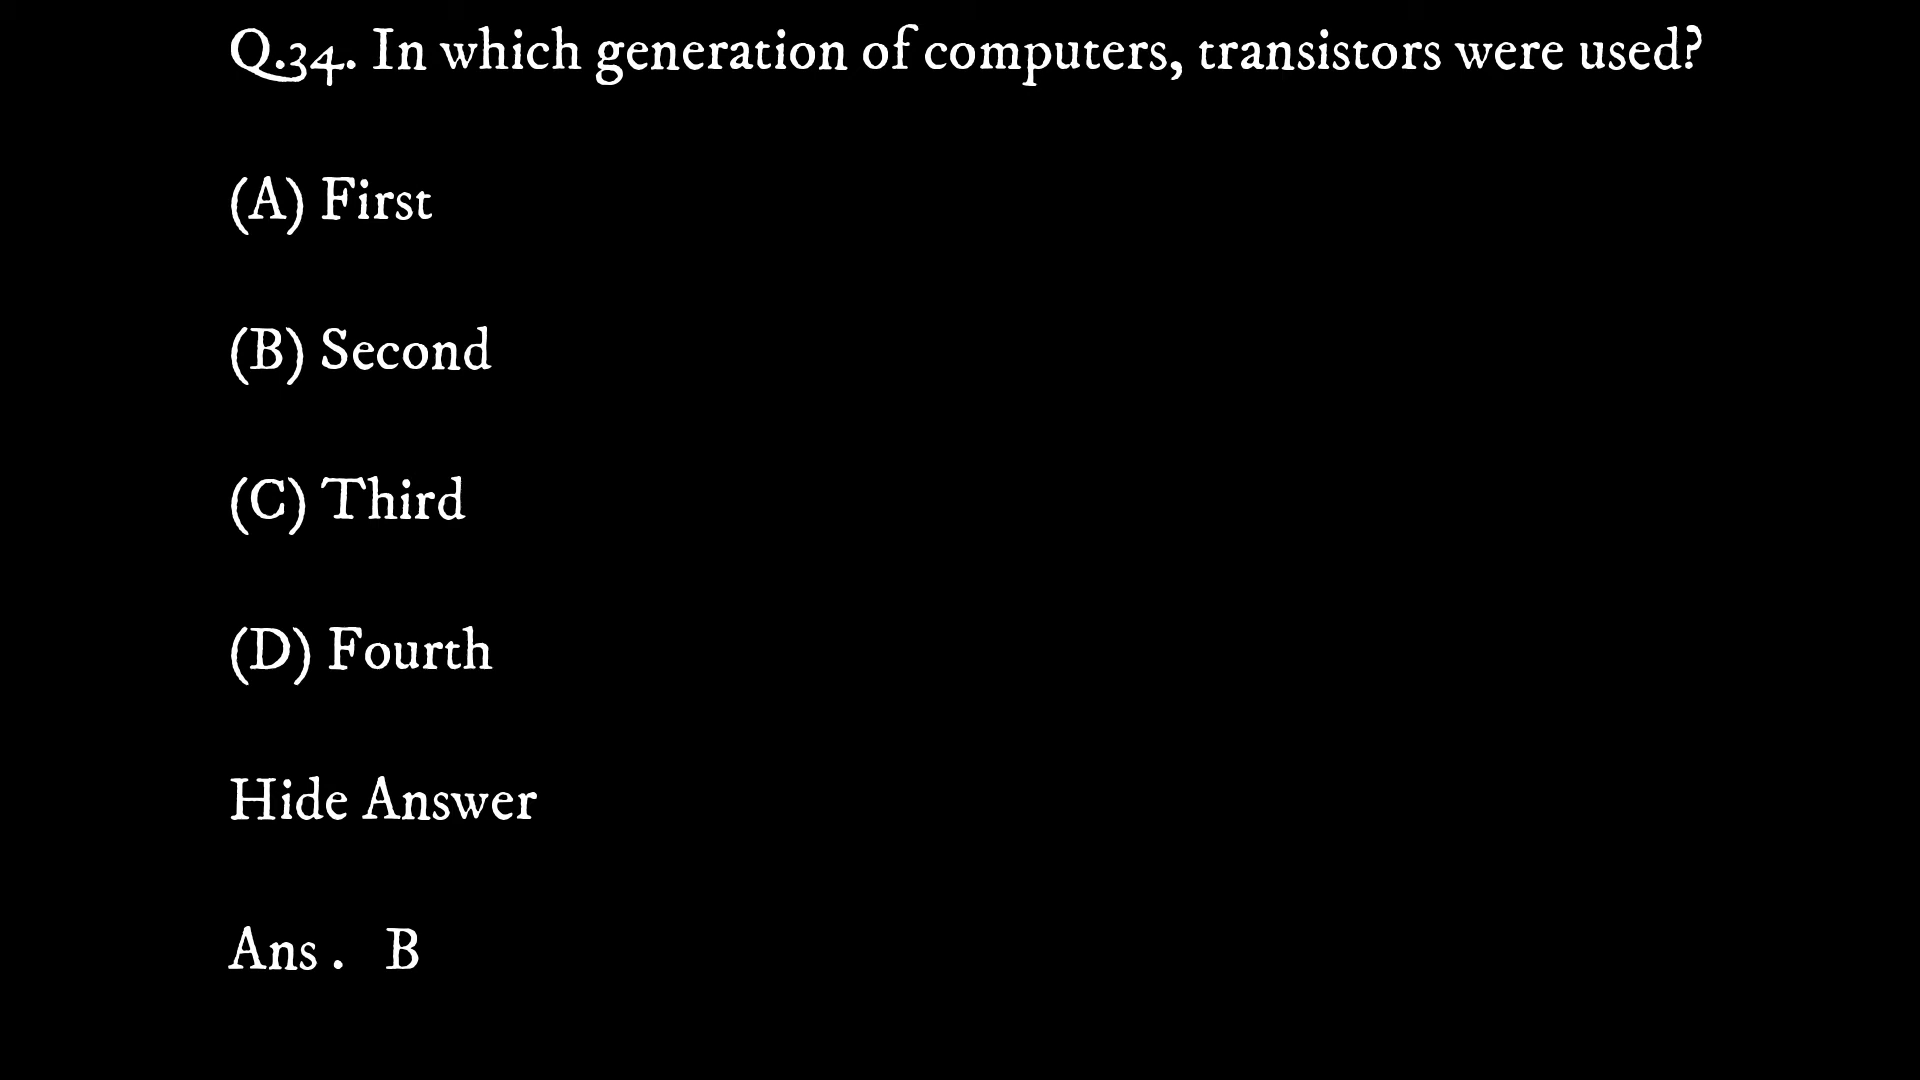 Q.34. In which generation of computers, transistors were used?
(A) First
(B) Second
(C) Third
(D) Fourth
Hide Answer
Ans . B